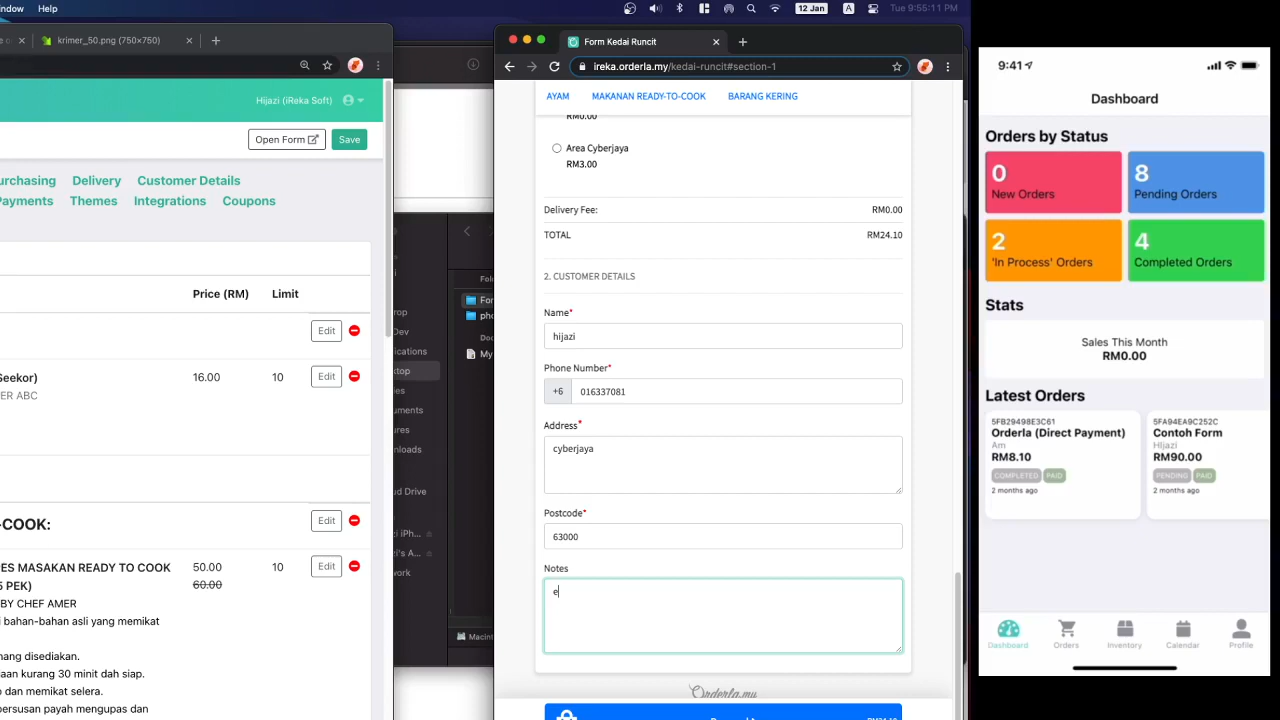 indow
Help
12 Jan
A
Tue 9:55:11 PM
krimer_50.png (750×750)
Hijazi (iReka Soft)
Open Form
Save
urchasing
Delivery
Customer Details
ayments
Themes
Integrations
Coupons
Price (RM)
Limit
Edit
Seekor)
16.00
10
Edit
ER ABC
-COOK:
Edit
PES MASAKAN READY TO COOK
50.00
10
Edit
PEK)
60.00
BY CHEF AMER
i bahan-bahan asli yang memikat
nang disediakan.
aan kurang 30 minit dah siap.
o dan memikat selera.
persusan payah mengupas dan
Form Kedai Runcit
ireka.orderla.my/kedai-runcit#section-1
AYAM
MAKANAN READY-TO-COOK
BARANG KERING
RM0.00
Area Cyberjaya
RM3.00
Delivery Fee:
RM0.00
TOTAL
RM24.10
2. CUSTOMER DETAILS
Name*
hijazi
Phone Number*
+6
016337081
Address*
cyberjaya
Postcode*
63000
Notes
e
Orderla.my
9:41
Dashboard
Orders by Status
0
New Orders
8
Pending Orders
2
'In Process' Orders
4
Completed Orders
Stats
Sales This Month
RM0.00
Latest Orders
5FB29498E3C61
Orderla (Direct Payment)
Am
RM8.10
COMPLETED
PAID
2 months ago
5FA94EA9C252C
Contoh Form
Hijazi
RM90.00
PENDING
PAID
2 months ago
Dashboard
Orders
Inventory
Calendar
Profile